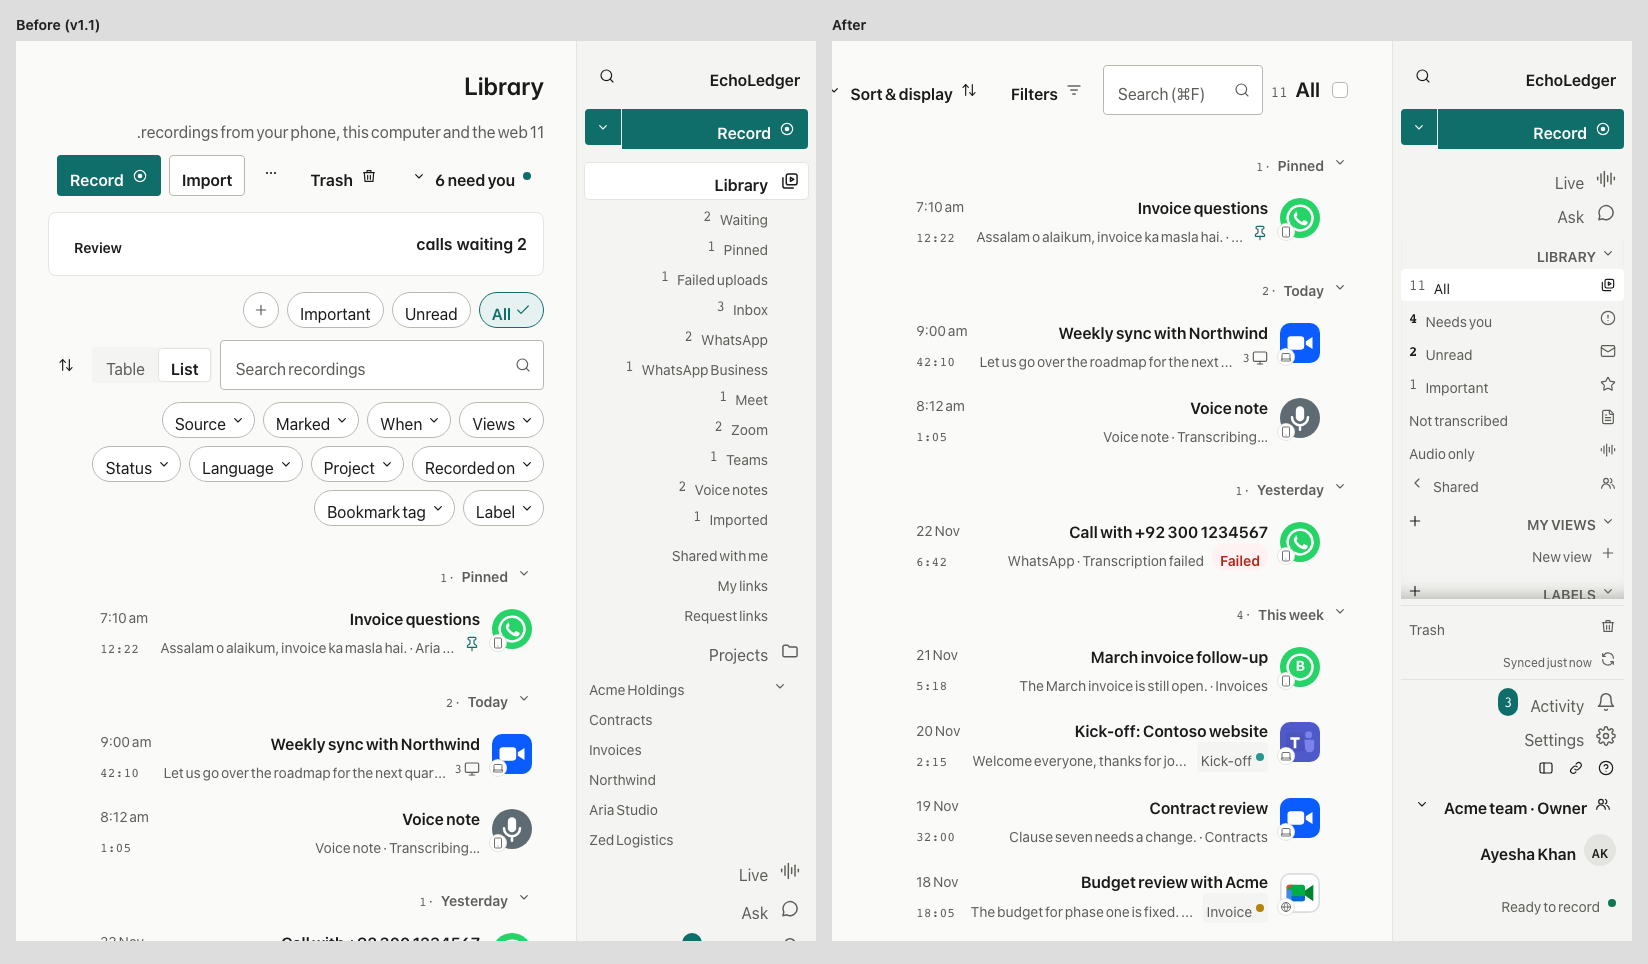 Before (v1.1)
Library
.recordings from your phone, this computer and the web 11
Record
Import
...
Trash
6 need you
Review
calls waiting 2
Important
Unread
All
Table
List
Search recordings
Source
Marked
When
Views
Status
Language
Project
Recorded on
Bookmark tag
Label
1 · Pinned
7:10 am
Invoice questions
12:22
Assalam o alaikum, invoice ka masla hai. · Aria ...
2 · Today
9:00 am
Weekly sync with Northwind
42:10
Let us go over the roadmap for the next quar... 3
8:12 am
Voice note
1:05
Voice note · Transcribing...
1 · Yesterday
22 Nov
Call with +92 300 1234567
EchoLedger
Record
Library
2 Waiting
1 Pinned
1 Failed uploads
3 Inbox
2 WhatsApp
1 WhatsApp Business
1 Meet
2 Zoom
1 Teams
2 Voice notes
1 Imported
Shared with me
My links
Request links
Projects
Acme Holdings
Contracts
Invoices
Northwind
Aria Studio
Zed Logistics
Live
Ask
After
Sort & display
Filters
Search (⌘F)
11 All
1 · Pinned
7:10 am
Invoice questions
12:22
Assalam o alaikum, invoice ka masla hai. · ...
2 · Today
9:00 am
Weekly sync with Northwind
42:10
Let us go over the roadmap for the next ... 3
8:12 am
Voice note
1:05
Voice note · Transcribing...
1 · Yesterday
22 Nov
Call with +92 300 1234567
6:42
WhatsApp · Transcription failed Failed
4 · This week
21 Nov
March invoice follow-up
B
5:18
The March invoice is still open. · Invoices
20 Nov
Kick-off: Contoso website
T
2:15
Welcome everyone, thanks for jo... Kick-off
19 Nov
Contract review
32:00
Clause seven needs a change. · Contracts
18 Nov
Budget review with Acme
18:05
The budget for phase one is fixed. ... Invoice
EchoLedger
Record
Live
Ask
LIBRARY
11 All
4 Needs you
2 Unread
1 Important
Not transcribed
Audio only
Shared
MY VIEWS
New view
LABELS
Trash
Synced just now
3 Activity
Settings
Acme team · Owner
Ayesha Khan AK
Ready to record